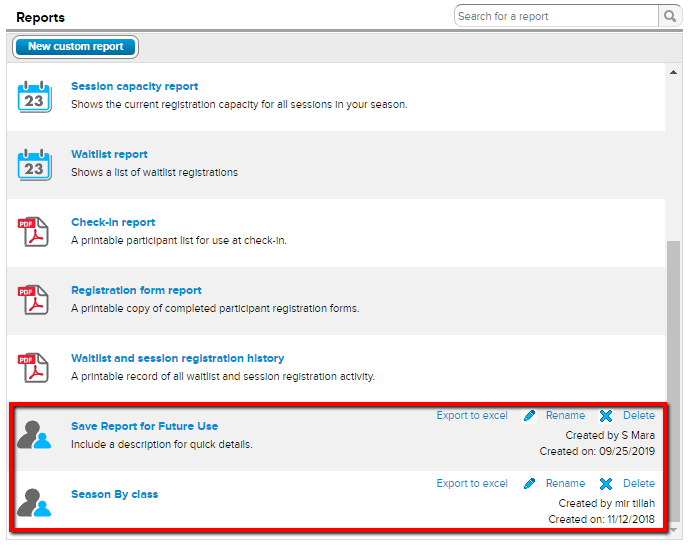 Reports
Search for a report
New custom report
23
Session capacity report
Shows the current registration capacity for all sessions in your season.
23
Waitlist report
Shows a list of waitlist registrations
PDF
Check-in report
A printable participant list for use at check-in.
PDF
Registration form report
A printable copy of completed participant registration forms.
PDF
Waitlist and session registration history
A printable record of all waitlist and session registration activity.
Save Report for Future Use
Include a description for quick details.
Export to excel Rename Delete
Created by S Mara
Created on: 09/25/2019
Season By class
Export to excel Rename Delete
Created by mir tillah
Created on: 11/12/2018